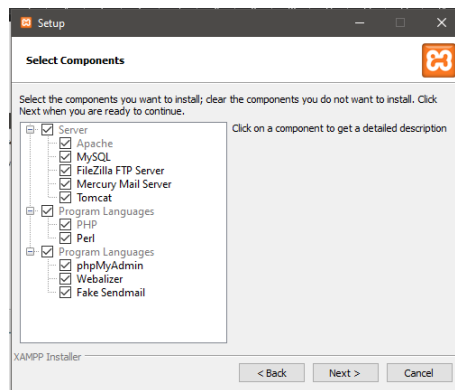 Setup
Select Components
Select the components you want to install; clear the components you do not want to install. Click
Next when you are ready to continue.
Server
Apache
MySQL
FileZilla FTP Server
Mercury Mail Server
Tomcat
Program Languages
PHP
Perl
Program Languages
phpMyAdmin
Webalizer
Fake Sendmail
Click on a component to get a detailed description
XAMPP Installer
< Back
Next >
Cancel